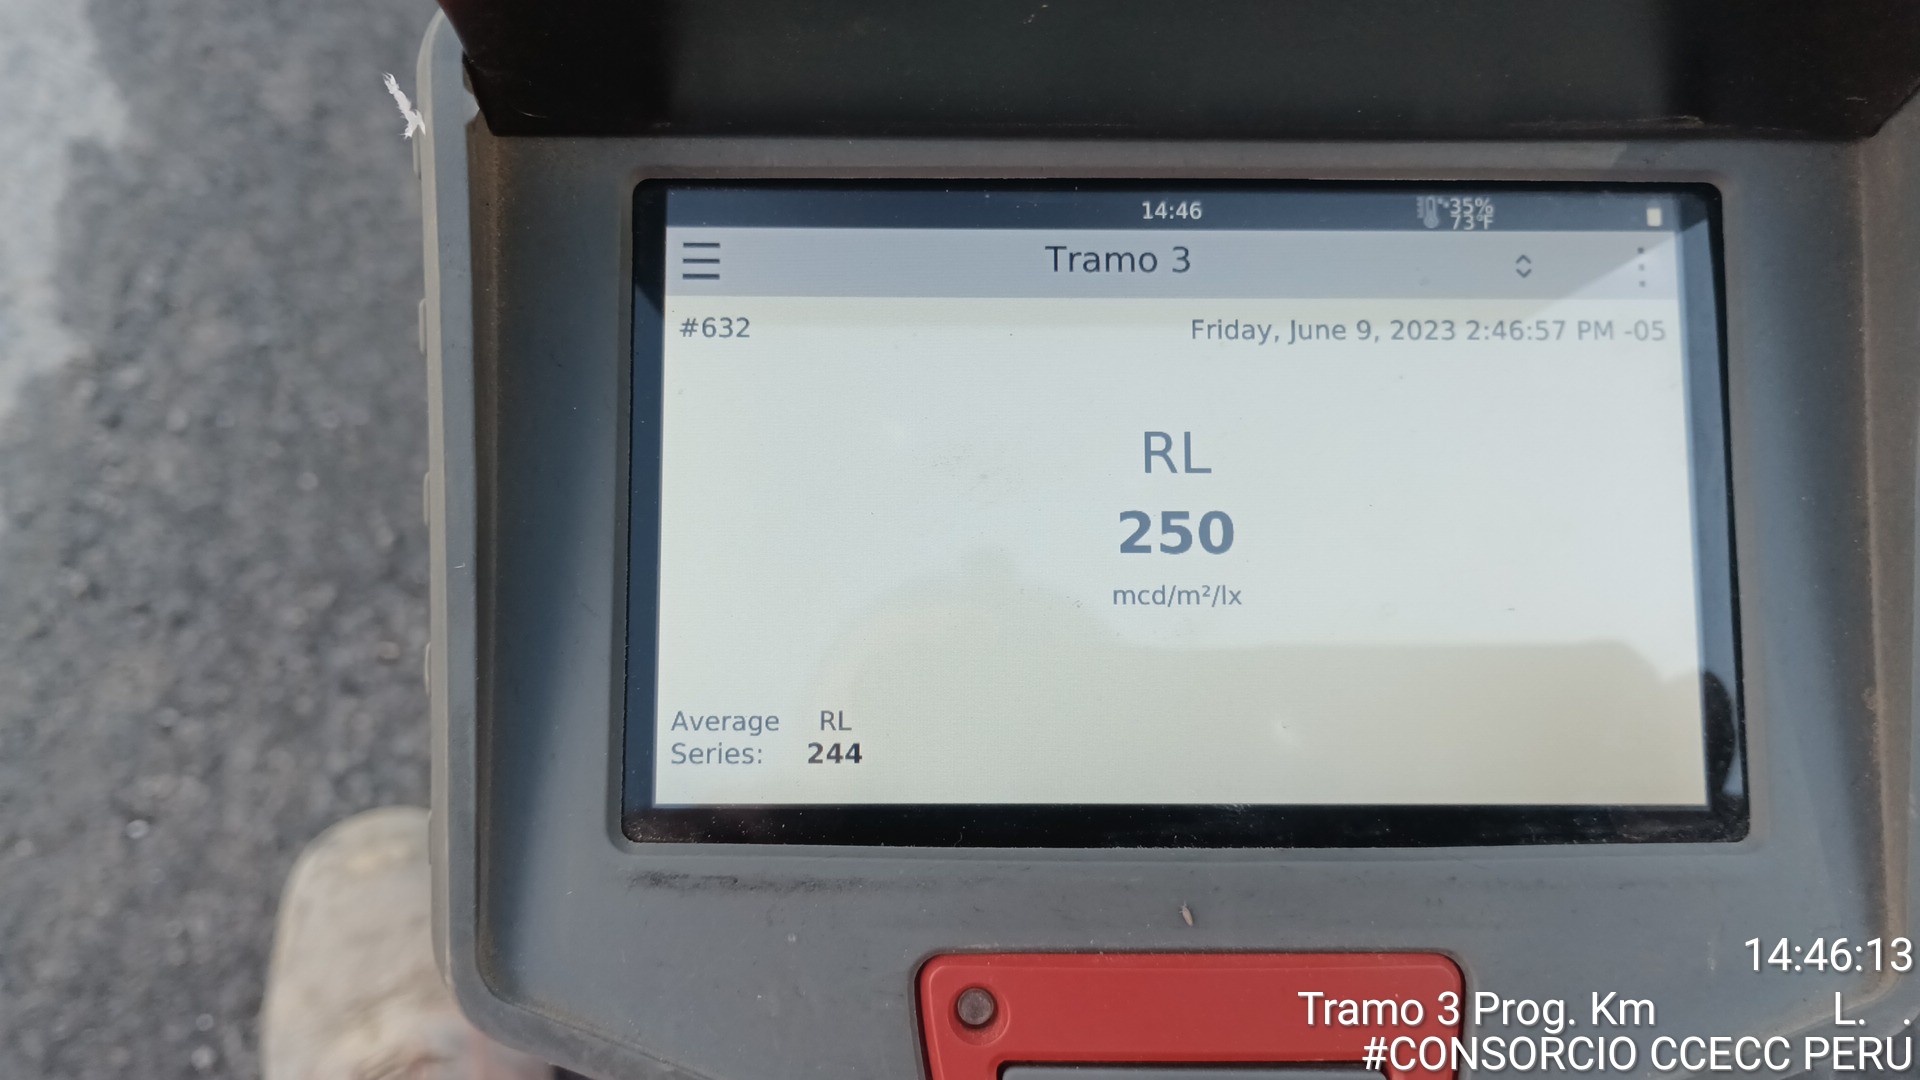 14:46
35%
73°F
Tramo 3
#632
Friday, June 9, 2023 2:46:57 PM -05
RL
250
mcd/m²/lx
Average RL
Series: 244
14:46:13
Tramo 3 Prog. Km L. .
#CONSORCIO CCECC PERU